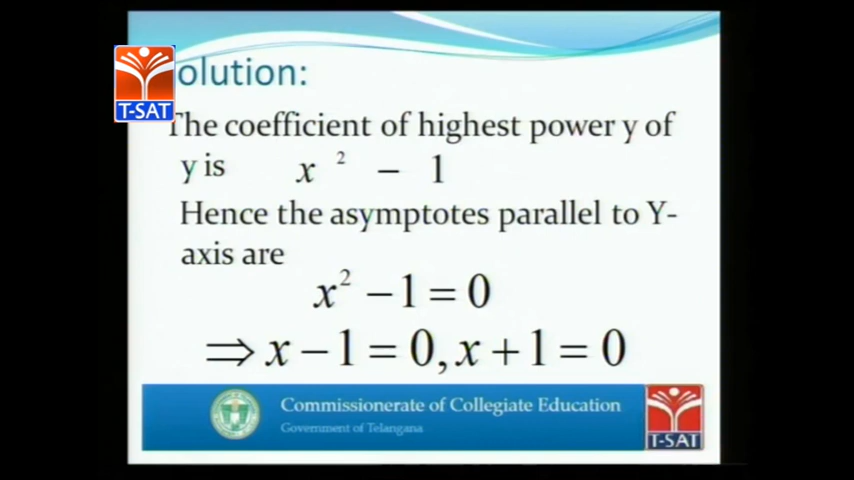 olution:
T-SAT
The coefficient of highest power y of
y is x² − 1
Hence the asymptotes parallel to Y-
axis are
x² − 1 = 0
⇒ x − 1 = 0, x + 1 = 0
Commissionerate of Collegiate Education
Government of Telangana
T-SAT